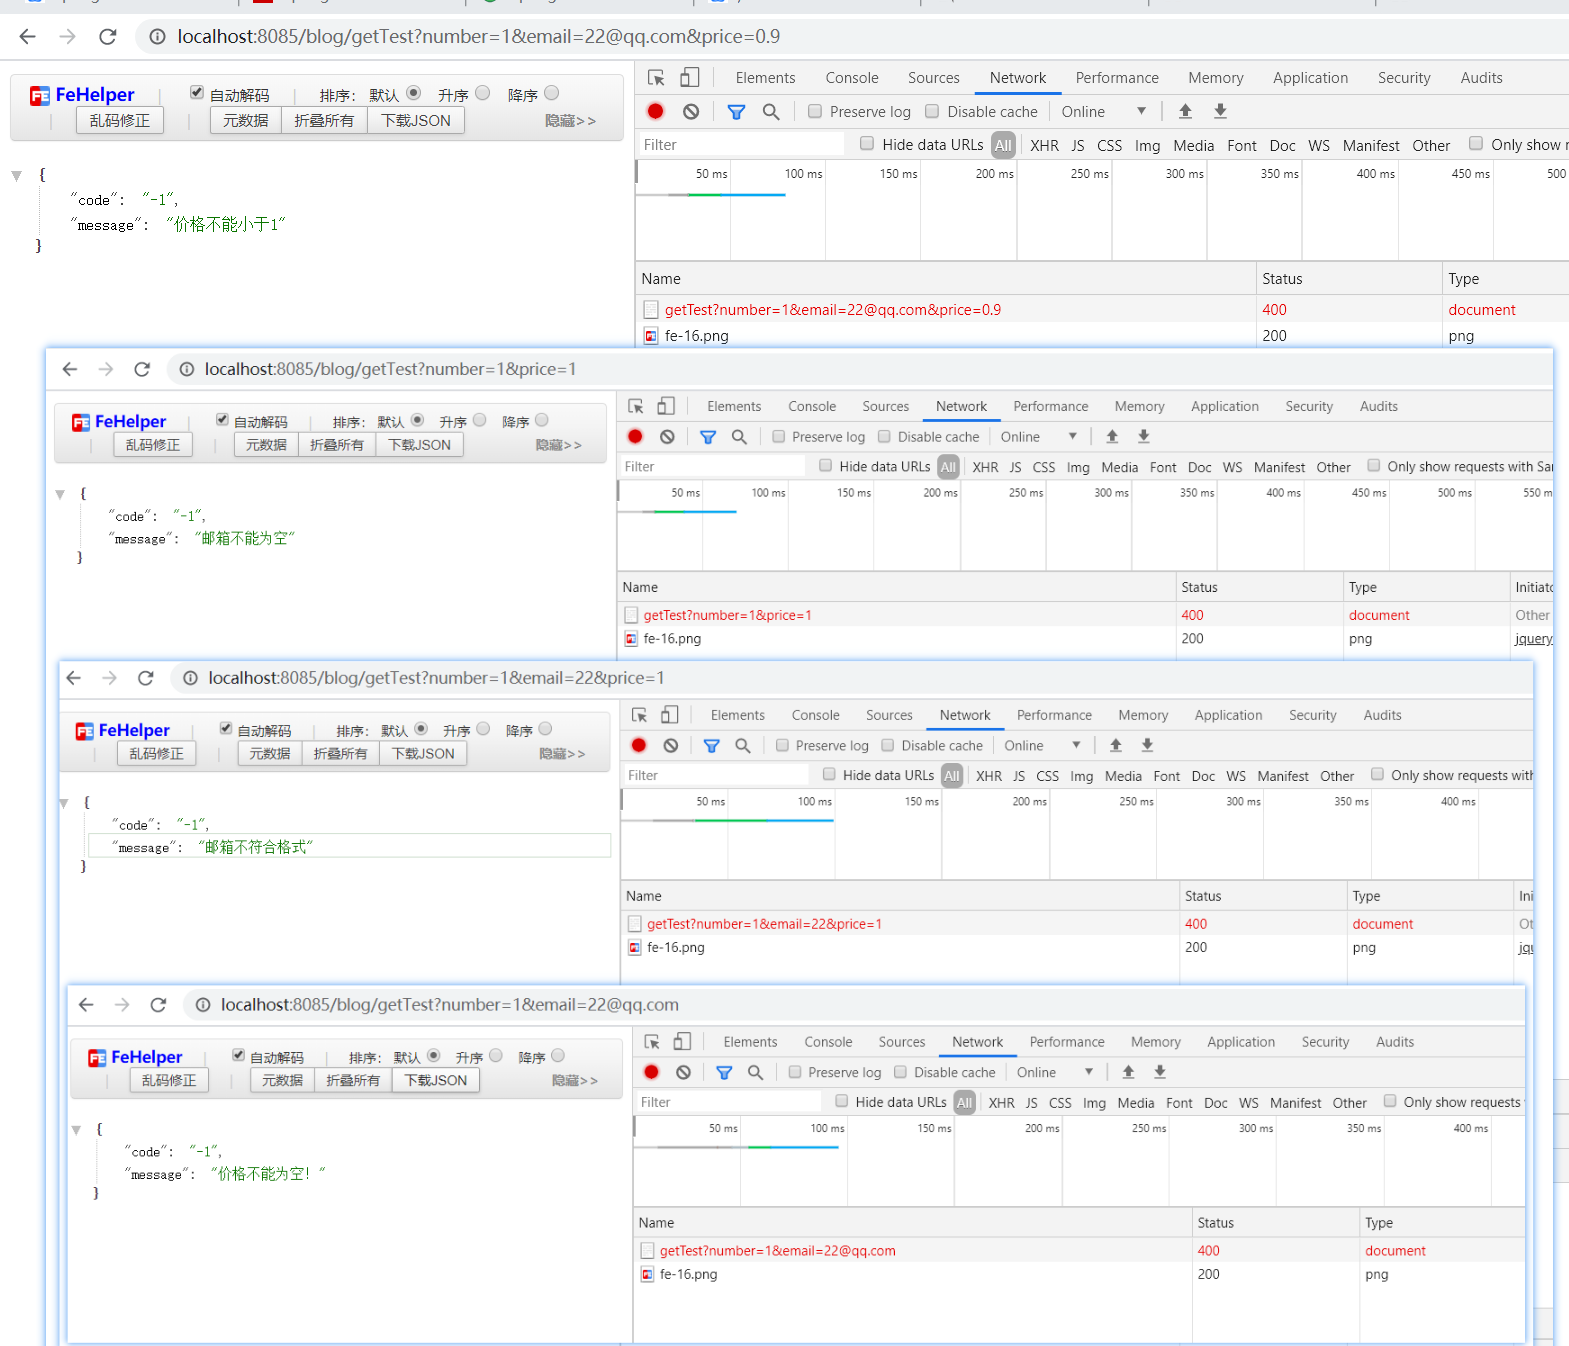 localhost:8085/blog/getTest?number=1&email=22@qq.com&price=0.9
FeHelper 自动解码 排序: 默认 升序 降序
乱码修正 元数据 折叠所有 下载JSON 隐藏>>
{
"code": "-1",
"message": "价格不能小于1"
}
Elements Console Sources Network Performance Memory Application Security Audits
Preserve log Disable cache Online
Filter Hide data URLs All XHR JS CSS Img Media Font Doc WS Manifest Other Only show r
50 ms 100 ms 150 ms 200 ms 250 ms 300 ms 350 ms 400 ms 450 ms 500
Name Status Type
getTest?number=1&email=22@qq.com&price=0.9 400 document
fe-16.png 200 png
localhost:8085/blog/getTest?number=1&price=1
FeHelper 自动解码 排序: 默认 升序 降序
乱码修正 元数据 折叠所有 下载JSON 隐藏>>
{
"code": "-1",
"message": "邮箱不能为空"
}
Elements Console Sources Network Performance Memory Application Security Audits
Preserve log Disable cache Online
Filter Hide data URLs All XHR JS CSS Img Media Font Doc WS Manifest Other Only show requests with Sar
50 ms 100 ms 150 ms 200 ms 250 ms 300 ms 350 ms 400 ms 450 ms 500 ms 550 m
Name Status Type Initiato
getTest?number=1&price=1 400 document Other
fe-16.png 200 png jquery
localhost:8085/blog/getTest?number=1&email=22&price=1
FeHelper 自动解码 排序: 默认 升序 降序
乱码修正 元数据 折叠所有 下载JSON 隐藏>>
{
"code": "-1",
"message": "邮箱不符合格式"
}
Elements Console Sources Network Performance Memory Application Security Audits
Preserve log Disable cache Online
Filter Hide data URLs All XHR JS CSS Img Media Font Doc WS Manifest Other Only show requests with
50 ms 100 ms 150 ms 200 ms 250 ms 300 ms 350 ms 400 ms
Name Status Type Ini
getTest?number=1&email=22&price=1 400 document Ot
fe-16.png 200 png jqu
localhost:8085/blog/getTest?number=1&email=22@qq.com
FeHelper 自动解码 排序: 默认 升序 降序
乱码修正 元数据 折叠所有 下载JSON 隐藏>>
{
"code": "-1",
"message": "价格不能为空！"
}
Elements Console Sources Network Performance Memory Application Security Audits
Preserve log Disable cache Online
Filter Hide data URLs All XHR JS CSS Img Media Font Doc WS Manifest Other Only show requests
50 ms 100 ms 150 ms 200 ms 250 ms 300 ms 350 ms 400 ms
Name Status Type
getTest?number=1&email=22@qq.com 400 document
fe-16.png 200 png